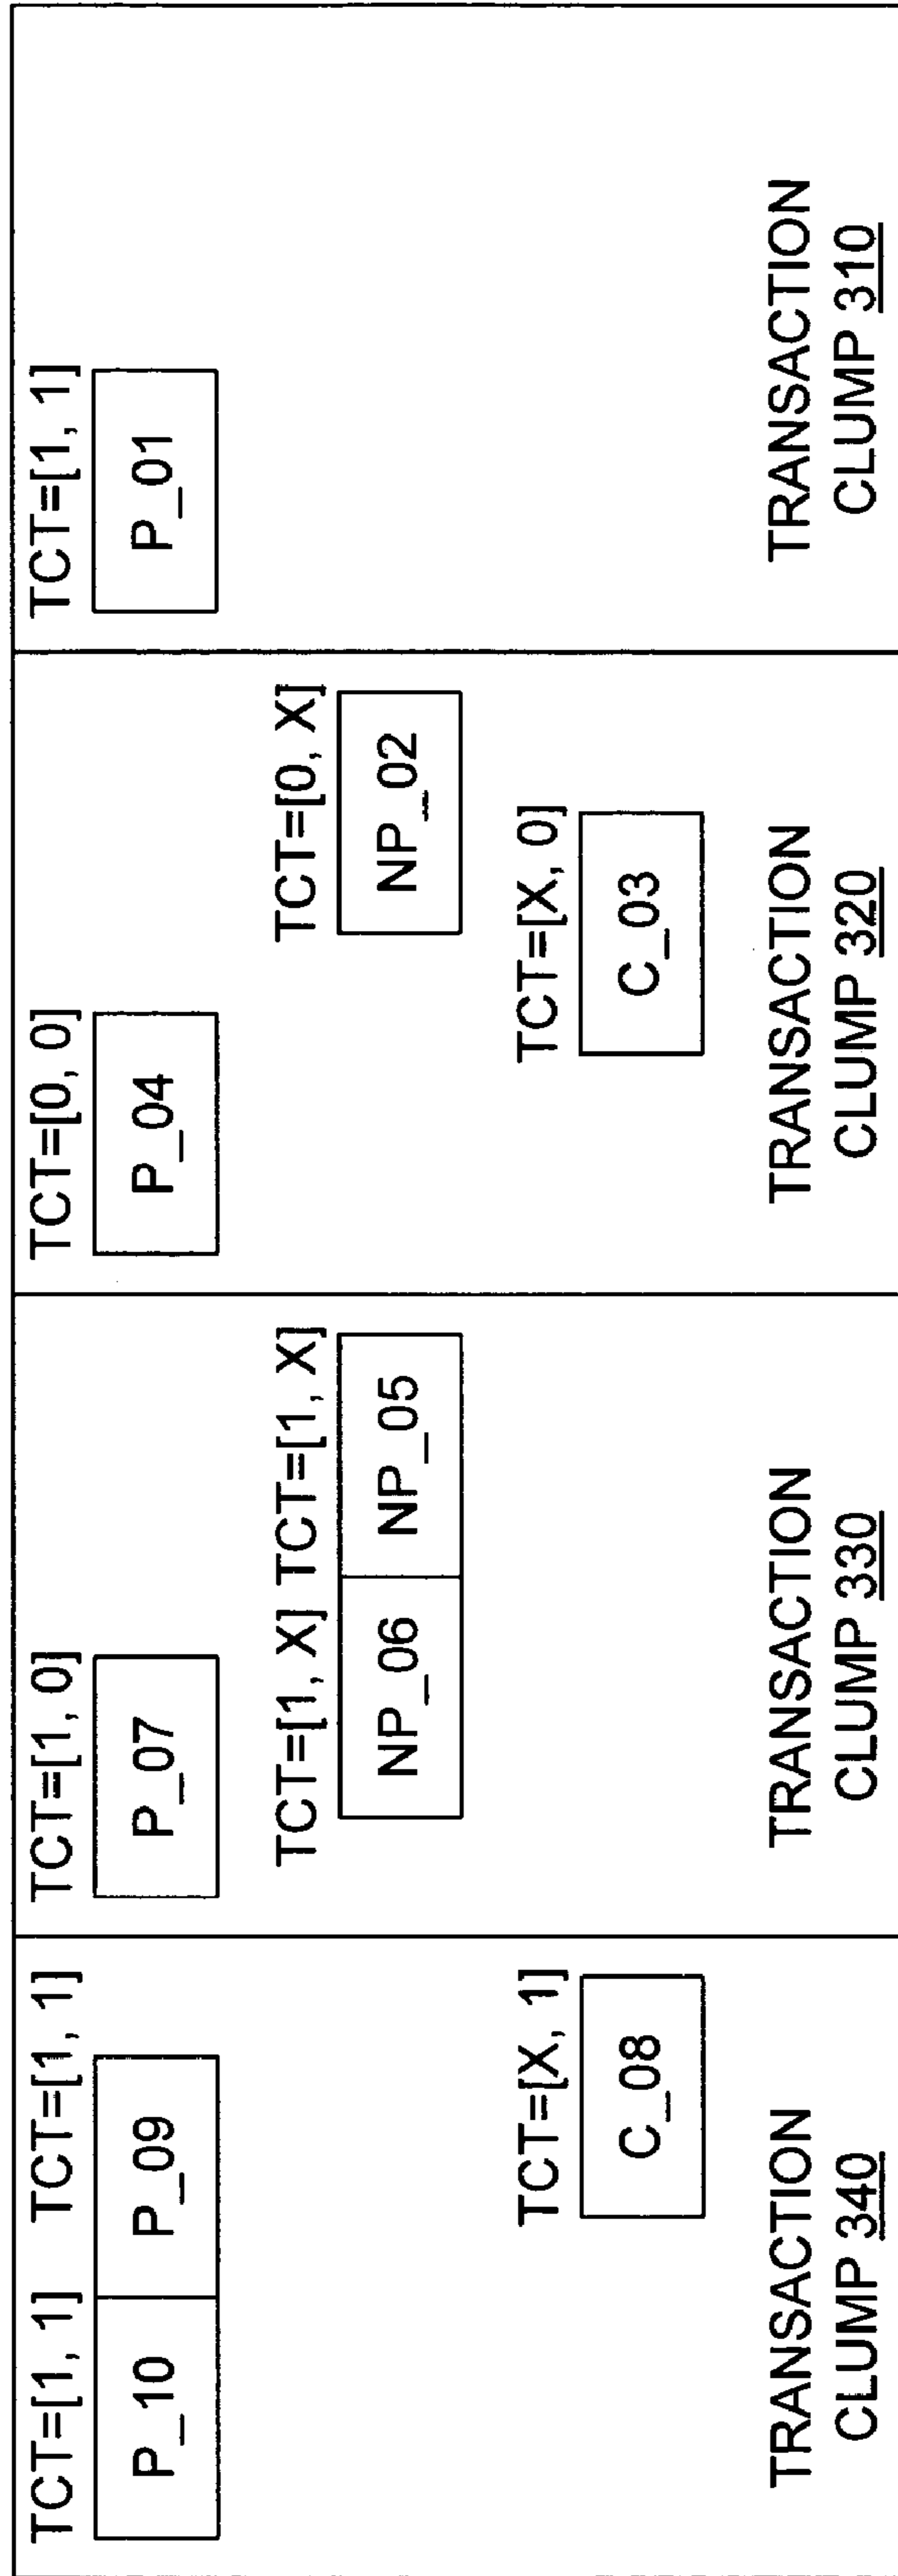 TCT=[1, 1] TCT=[1, 1]
P_10 P_09
TCT=[X, 1]
C_08
TRANSACTION
CLUMP 340
TCT=[1, 0]
P_07
TCT=[1, X] TCT=[1, X]
NP_06 NP_05
TRANSACTION
CLUMP 330
TCT=[0, 0]
P_04
TCT=[0, X]
NP_02
TCT=[X, 0]
C_03
TRANSACTION
CLUMP 320
TCT=[1, 1]
P_01
TRANSACTION
CLUMP 310